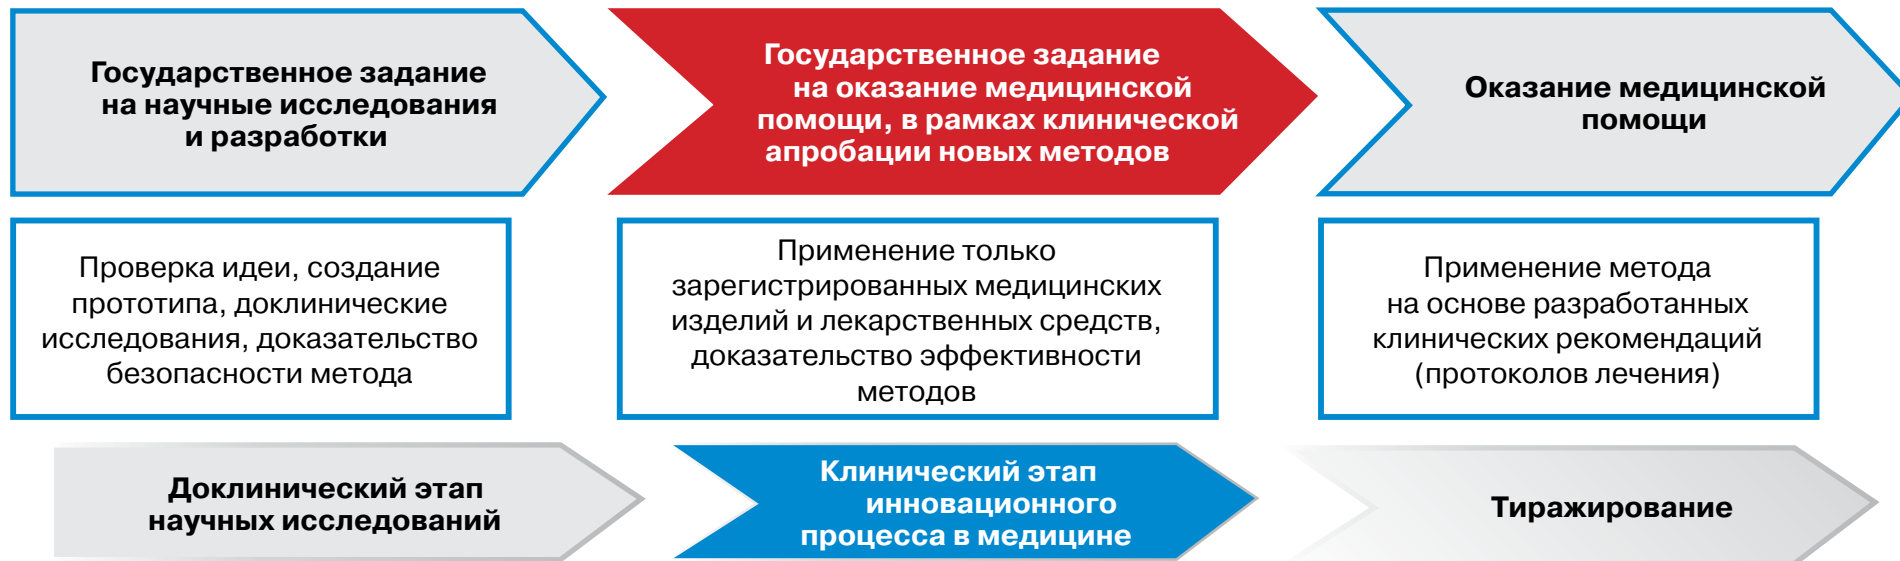 Государственное задание
на научные исследования
и разработки
Государственное задание
на оказание медицинской
помощи, в рамках клинической
апробации новых методов
Оказание медицинской
помощи
Проверка идеи, создание
прототипа, доклинические
исследования, доказательство
безопасности метода
Применение только
зарегистрированных медицинских
изделий и лекарственных средств,
доказательство эффективности
методов
Применение метода
на основе разработанных
клинических рекомендаций
(протоколов лечения)
Доклинический этап
научных исследований
Клинический этап
инновационного
процесса в медицине
Тиражирование